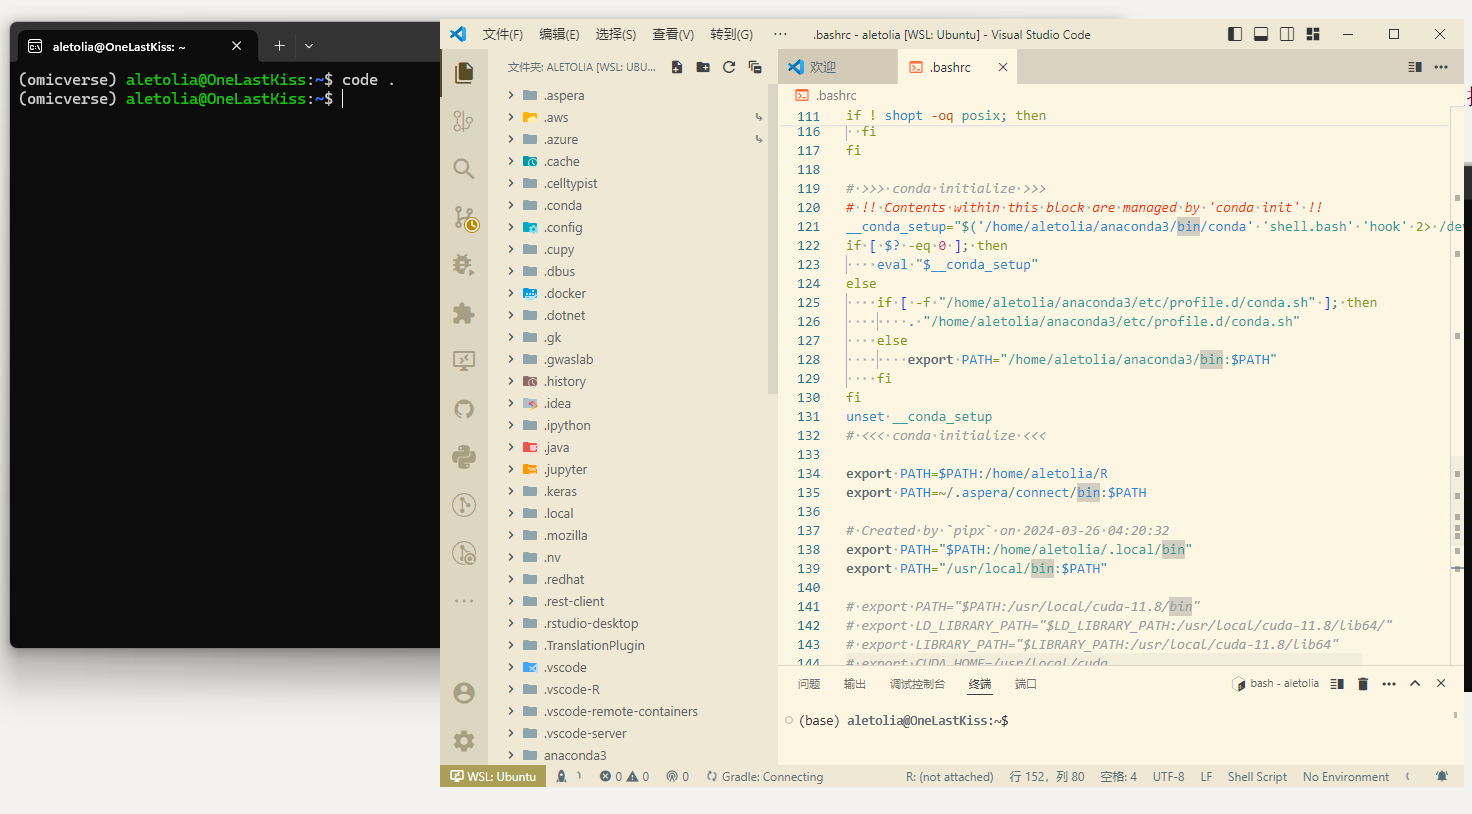 aletolia@OneLastKiss: ~
(omicverse) aletolia@OneLastKiss:~$ code .
(omicverse) aletolia@OneLastKiss:~$
文件(F) 编辑(E) 选择(S) 查看(V) 转到(G) ··· .bashrc - aletolia [WSL: Ubuntu] - Visual Studio Code
文件夹: ALETOLIA [WSL: UBU...
.aspera
.aws
.azure
.cache
.celltypist
.conda
.config
.cupy
.dbus
.docker
.dotnet
.gk
.gwaslab
.history
.idea
.ipython
.java
.jupyter
.keras
.local
.mozilla
.nv
.redhat
.rest-client
.rstudio-desktop
.TranslationPlugin
.vscode
.vscode-R
.vscode-remote-containers
.vscode-server
anaconda3
欢迎 .bashrc
.bashrc
111 if ! shopt -oq posix; then
116 fi
117 fi
118
119 # >>> conda initialize >>>
120 # !! Contents within this block are managed by 'conda init' !!
121 __conda_setup="$('/home/aletolia/anaconda3/bin/conda' 'shell.bash' 'hook' 2> /dev
122 if [ $? -eq 0 ]; then
123 eval "$__conda_setup"
124 else
125 if [ -f "/home/aletolia/anaconda3/etc/profile.d/conda.sh" ]; then
126 . "/home/aletolia/anaconda3/etc/profile.d/conda.sh"
127 else
128 export PATH="/home/aletolia/anaconda3/bin:$PATH"
129 fi
130 fi
131 unset __conda_setup
132 # <<< conda initialize <<<
133
134 export PATH=$PATH:/home/aletolia/R
135 export PATH=~/.aspera/connect/bin:$PATH
136
137 # Created by `pipx` on 2024-03-26 04:20:32
138 export PATH="$PATH:/home/aletolia/.local/bin"
139 export PATH="/usr/local/bin:$PATH"
140
141 # export PATH="$PATH:/usr/local/cuda-11.8/bin"
142 # export LD_LIBRARY_PATH="$LD_LIBRARY_PATH:/usr/local/cuda-11.8/lib64/"
143 # export LIBRARY_PATH="$LIBRARY_PATH:/usr/local/cuda-11.8/lib64"
144 # export CUDA_HOME=/usr/local/cuda
问题 输出 调试控制台 终端 端口 bash - aletolia
(base) aletolia@OneLastKiss:~$
WSL: Ubuntu 0 0 0 Gradle: Connecting R: (not attached) 行 152，列 80 空格: 4 UTF-8 LF Shell Script No Environment